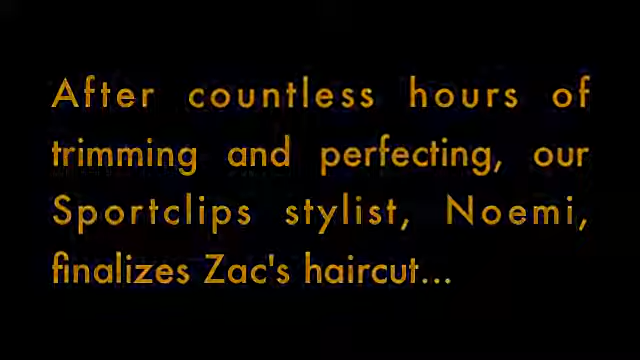 After countless hours of
trimming and perfecting, our
Sportclips stylist, Noemi,
finalizes Zac's haircut...